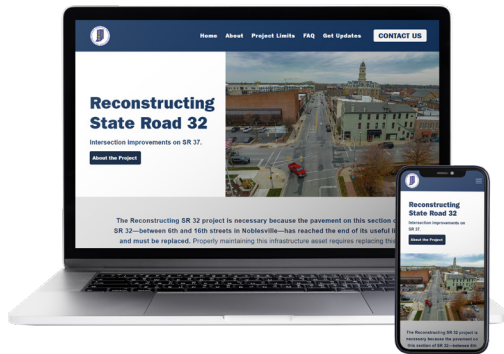 Home About Project Limits FAQ Get Updates CONTACT US
Reconstructing
State Road 32
Intersection Improvements on SR 37.
About the Project
The Reconstructing SR 32 project is necessary because the pavement on this section
SR 32—between 6th and 16th streets in Noblesville—has reached the end of its useful
and must be replaced. Properly maintaining this infrastructure asset requires replacing
Reconstructing
State Road 32
Intersection Improvements on
SR 37.
About the Project
The Reconstructing SR 32 project is
necessary because the pavement on
this section of SR 32—between 6th